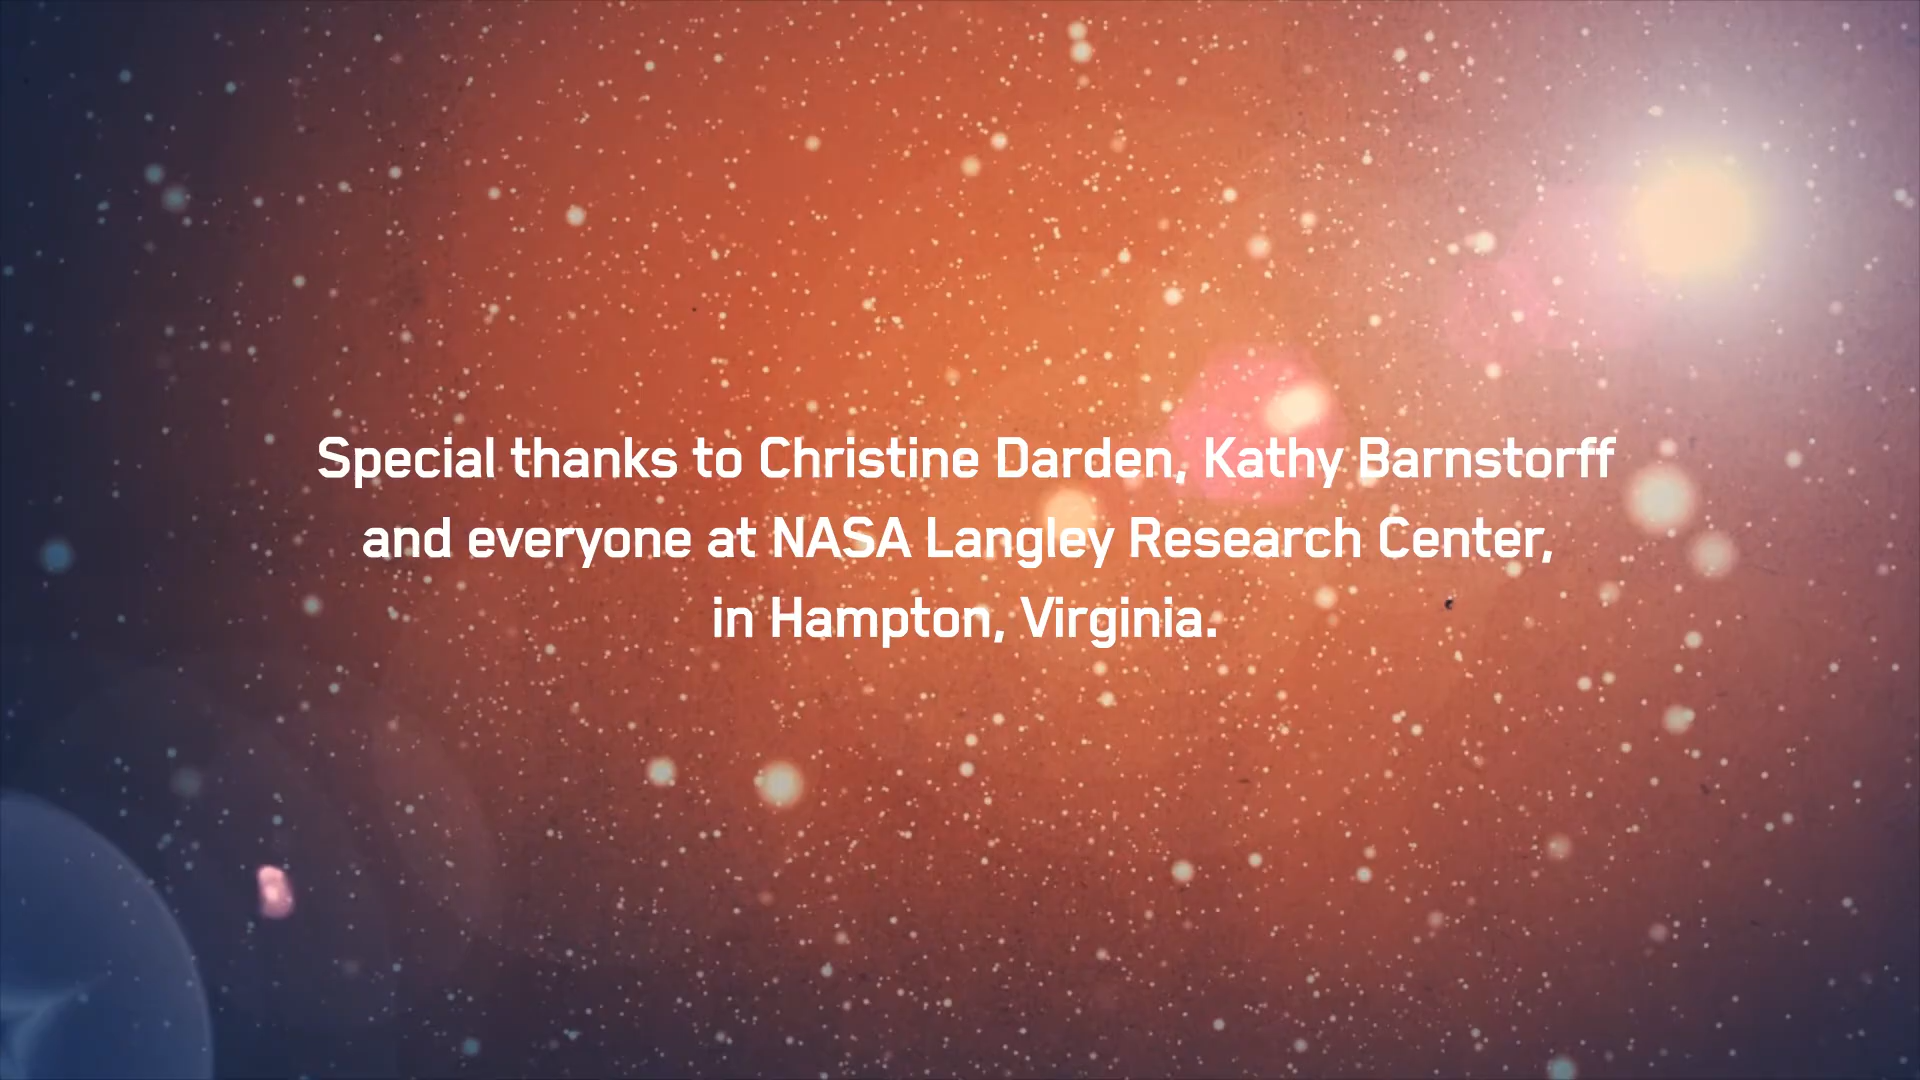 Special thanks to Christine Darden, Kathy Barnstorff
and everyone at NASA Langley Research Center,
in Hampton, Virginia.